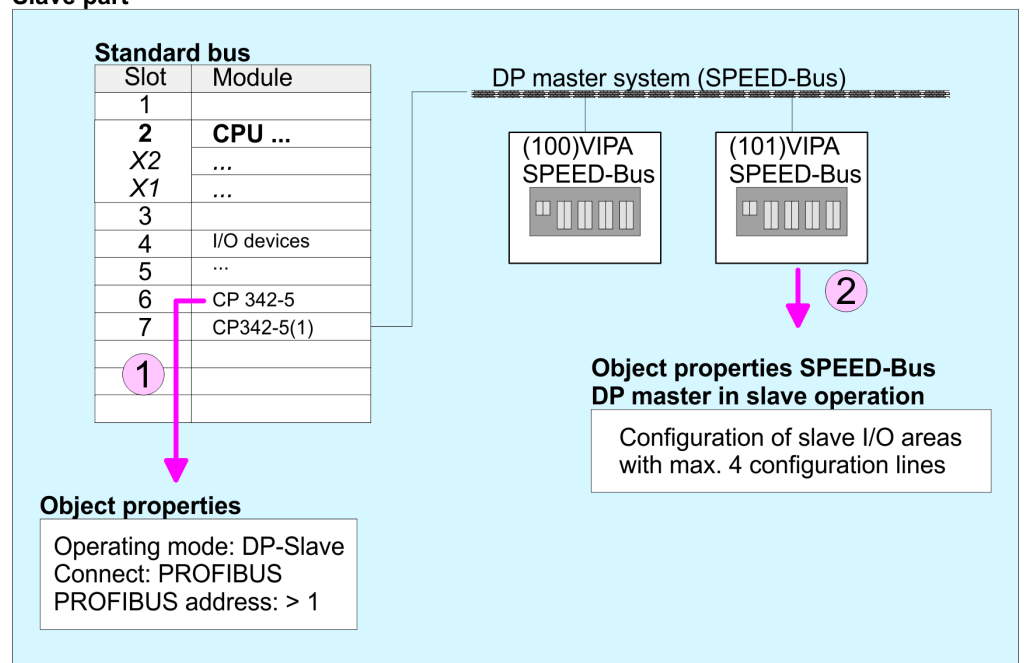 Slave part
Standard bus
Slot Module
1
2 CPU ...
X2 ...
X1 ...
3
4 I/O devices
5 ...
6 CP 342-5
7 CP342-5(1)
1
DP master system (SPEED-Bus)
(100)VIPA
SPEED-Bus
(101)VIPA
SPEED-Bus
2
Object properties SPEED-Bus
DP master in slave operation
Configuration of slave I/O areas
with max. 4 configuration lines
Object properties
Operating mode: DP-Slave
Connect: PROFIBUS
PROFIBUS address: > 1